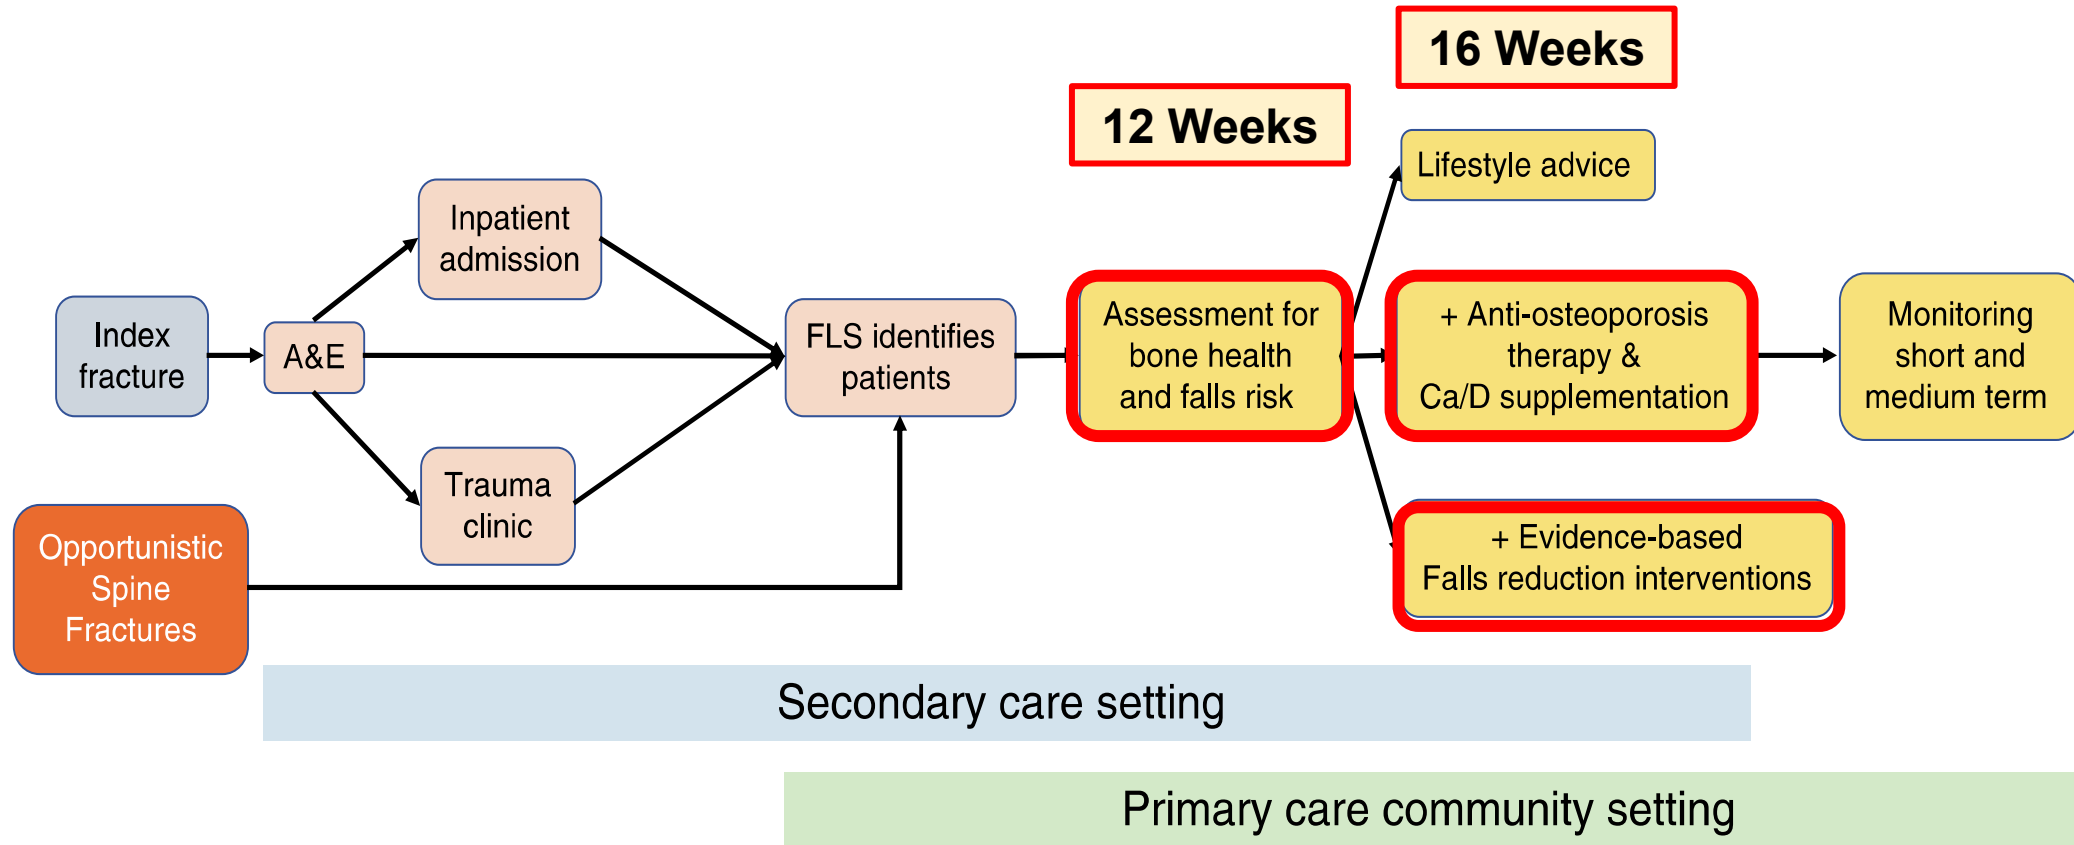 16 Weeks
12 Weeks
Lifestyle advice
Inpatient
admission
Index
fracture
A&E
FLS identifies
patients
Assessment for
bone health
and falls risk
+ Anti-osteoporosis
therapy &
Ca/D supplementation
Monitoring
short and
medium term
Trauma
clinic
Opportunistic
Spine
Fractures
+ Evidence-based
Falls reduction interventions
Secondary care setting
Primary care community setting